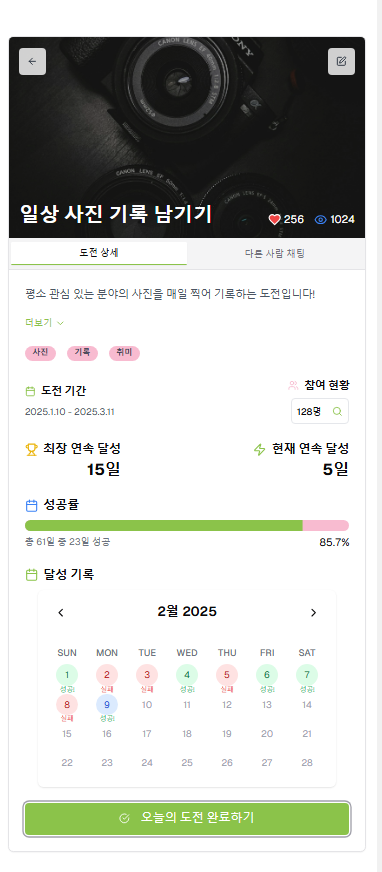 SONY
CANON LENS EF
일상 사진 기록 남기기
256 1024
도전 상세 다른 사람 채팅
평소 관심 있는 분야의 사진을 매일 찍어 기록하는 도전입니다!
더보기
사진 기록 취미
도전 기간 참여 현황
2025.1.10 - 2025.3.11 128명
최장 연속 달성 현재 연속 달성
15일 5일
성공률
총 61일 중 23일 성공 85.7%
달성 기록
2월 2025
SUN MON TUE WED THU FRI SAT
1 2 3 4 5 6 7
성공! 실패 실패 성공! 실패 성공! 성공!
8 9 10 11 12 13 14
실패 성공!
15 16 17 18 19 20 21
22 23 24 25 26 27 28
오늘의 도전 완료하기